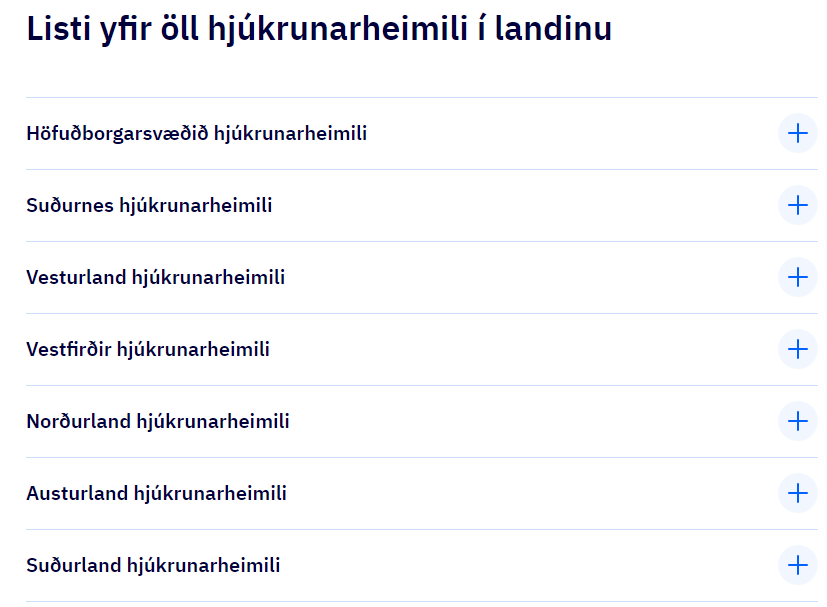 Listi yfir öll hjúkrunarheimili í landinu
Höfuðborgarsvæðið hjúkrunarheimili
Suðurnes hjúkrunarheimili
Vesturland hjúkrunarheimili
Vestfirðir hjúkrunarheimili
Norðurland hjúkrunarheimili
Austurland hjúkrunarheimili
Suðurland hjúkrunarheimili